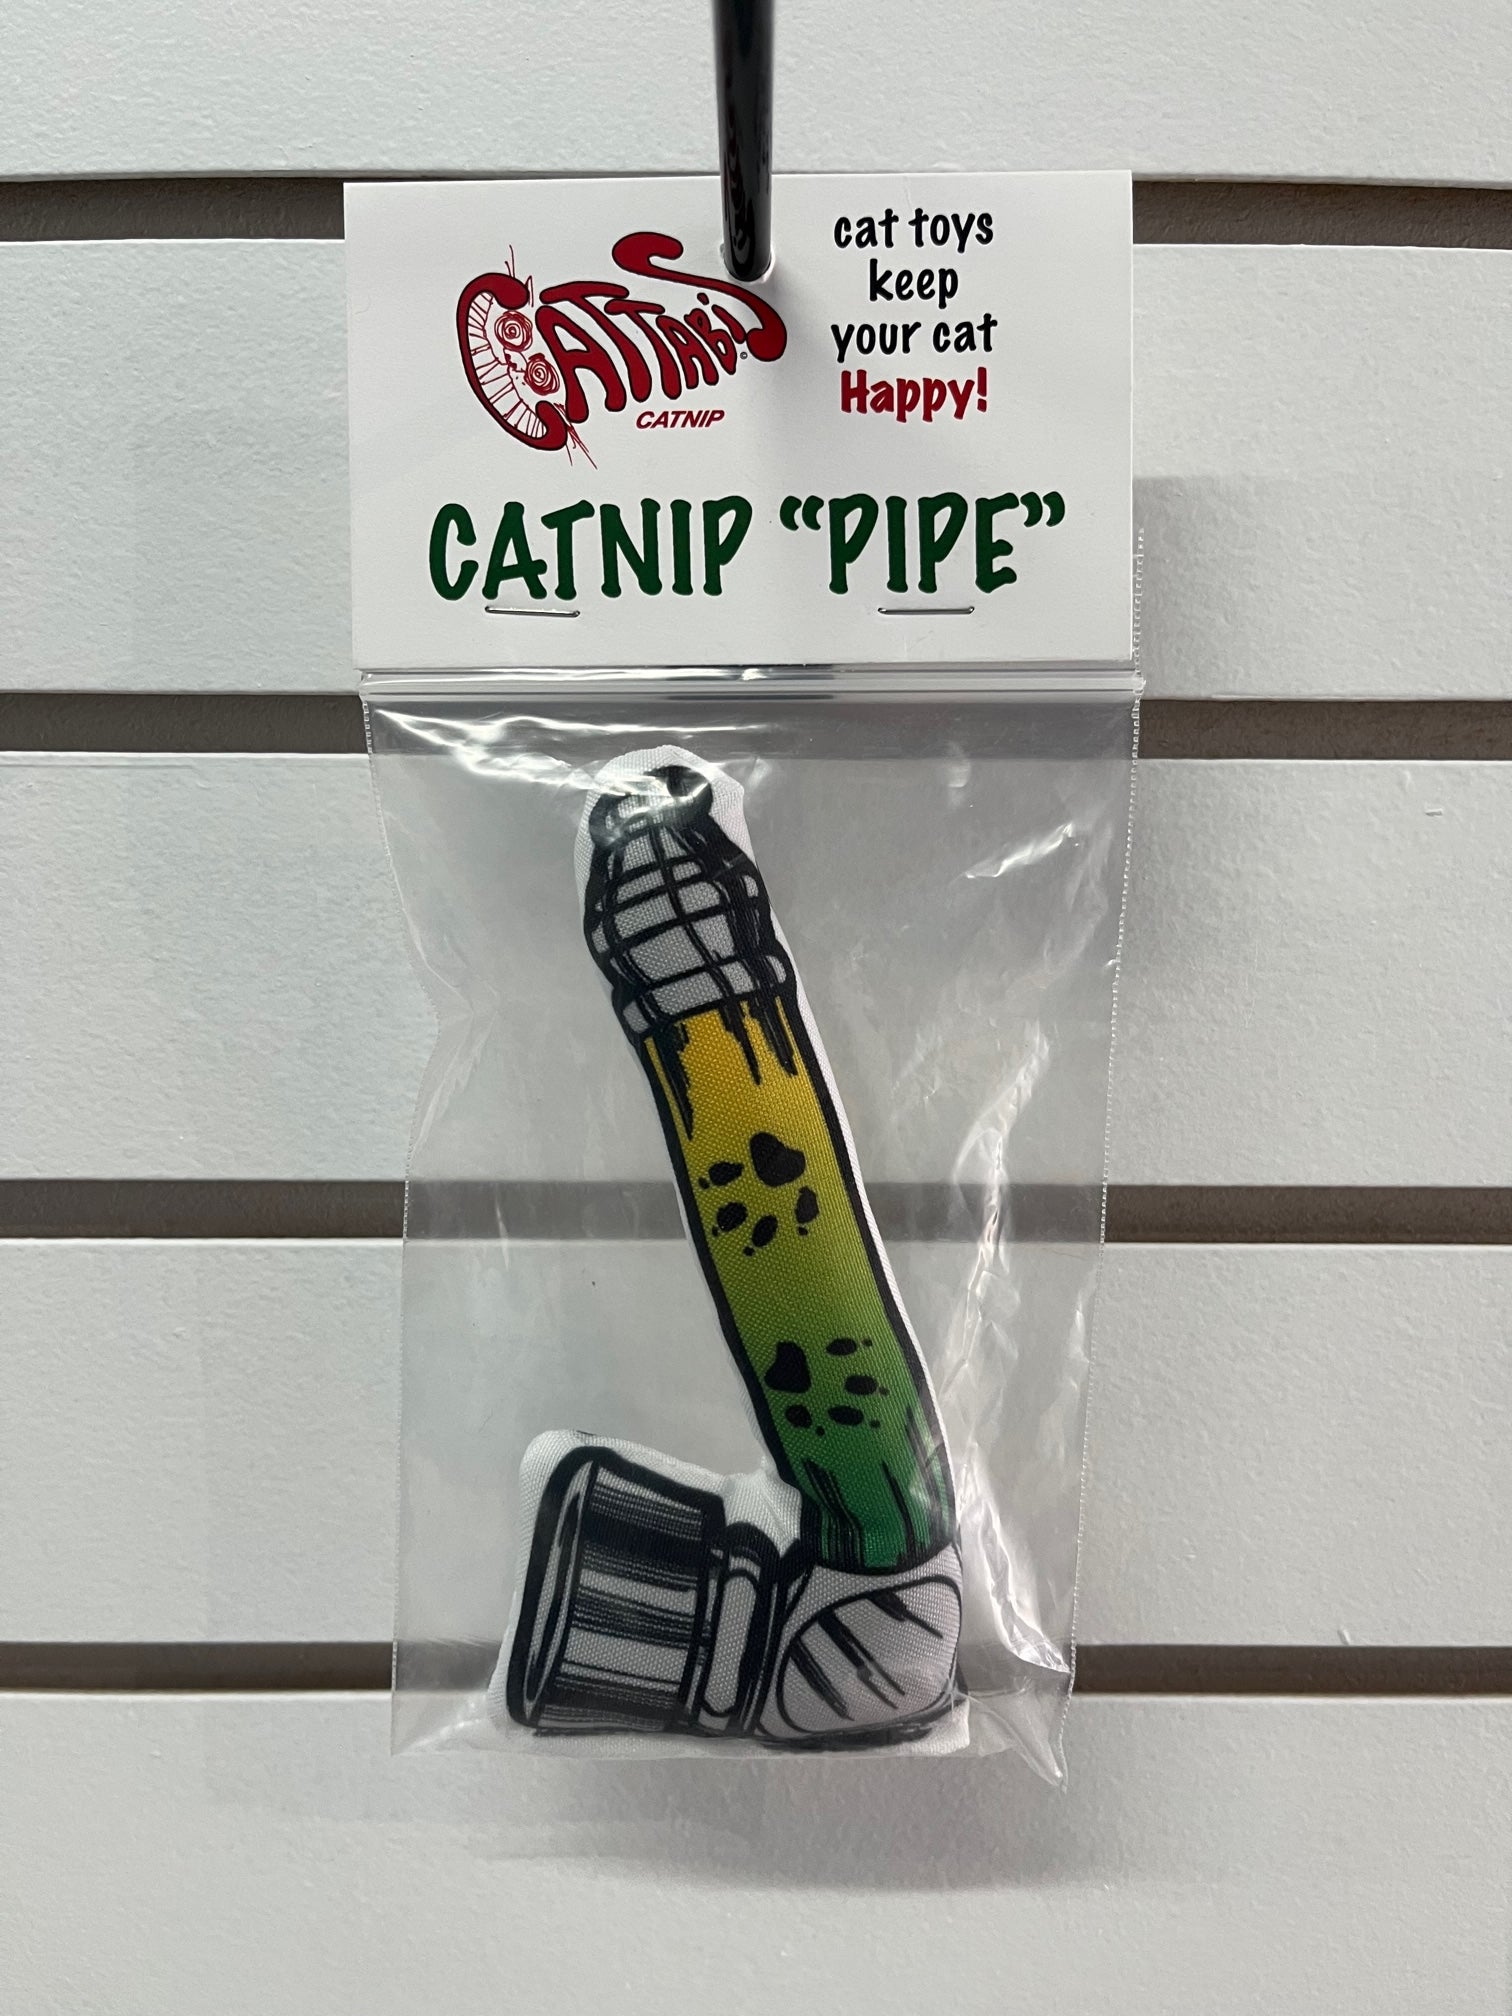 CATTABiS
©
CATNIP
cat toys
keep
your cat
Happy!
CATNIP “PIPE”